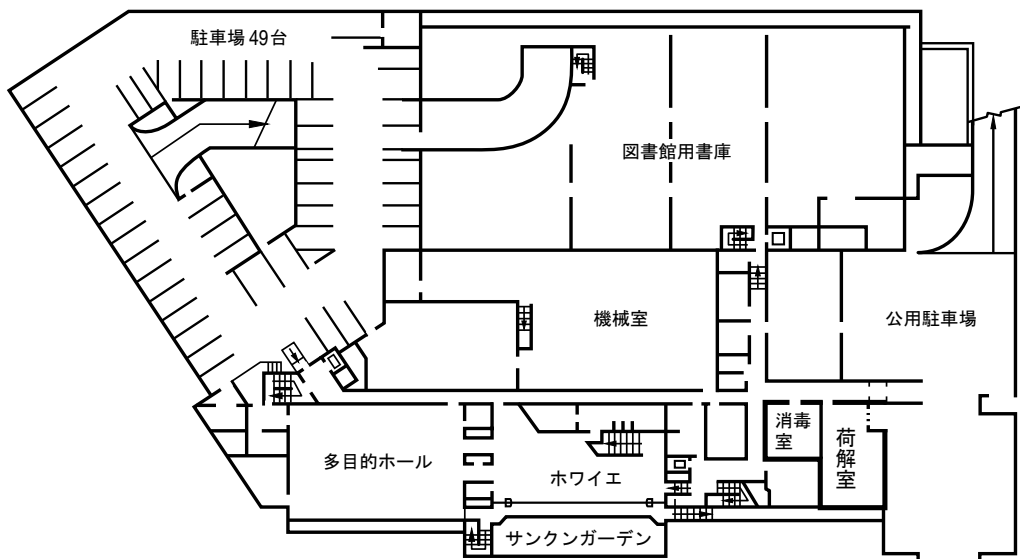 駐車場 49台
図書館用書庫
機械室
公用駐車場
消毒
室
荷解室
多目的ホール
ホワイエ
サンクンガーデン